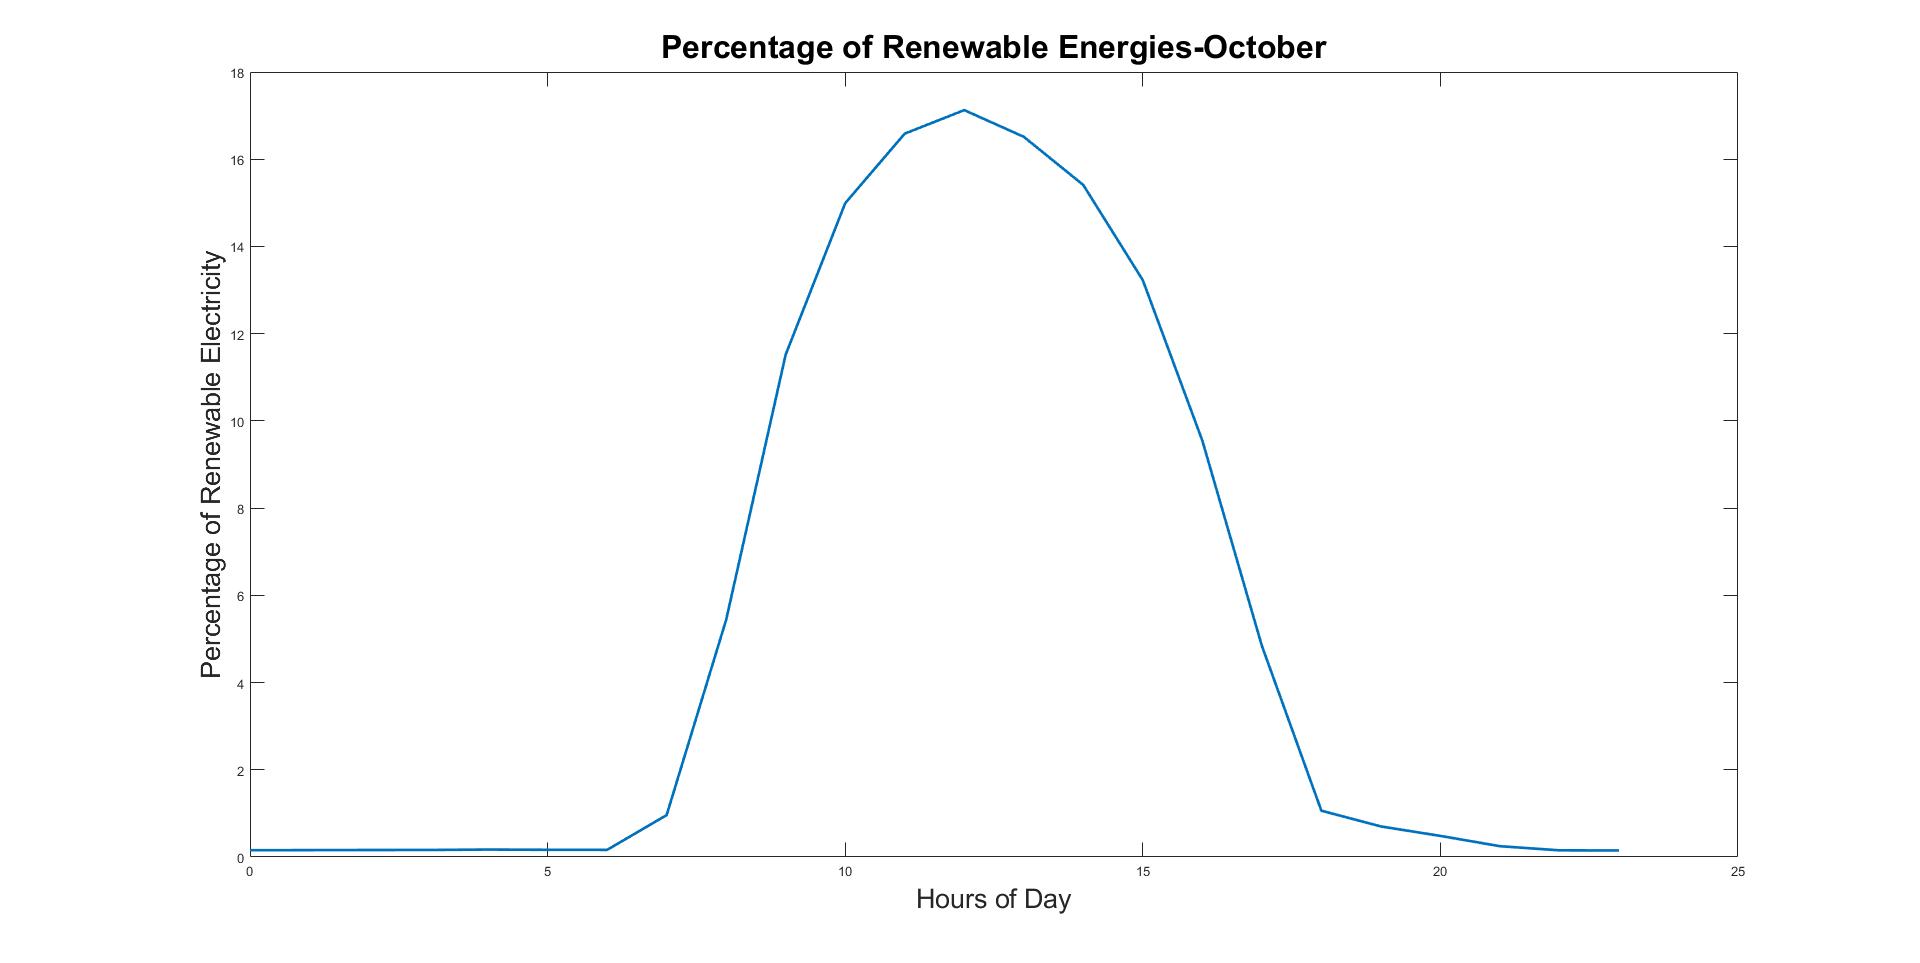 Percentage of Renewable Energies-October
Percentage of Renewable Electricity
18
16
14
12
10
8
6
4
2
0
0 5 10 15 20 25
Hours of Day